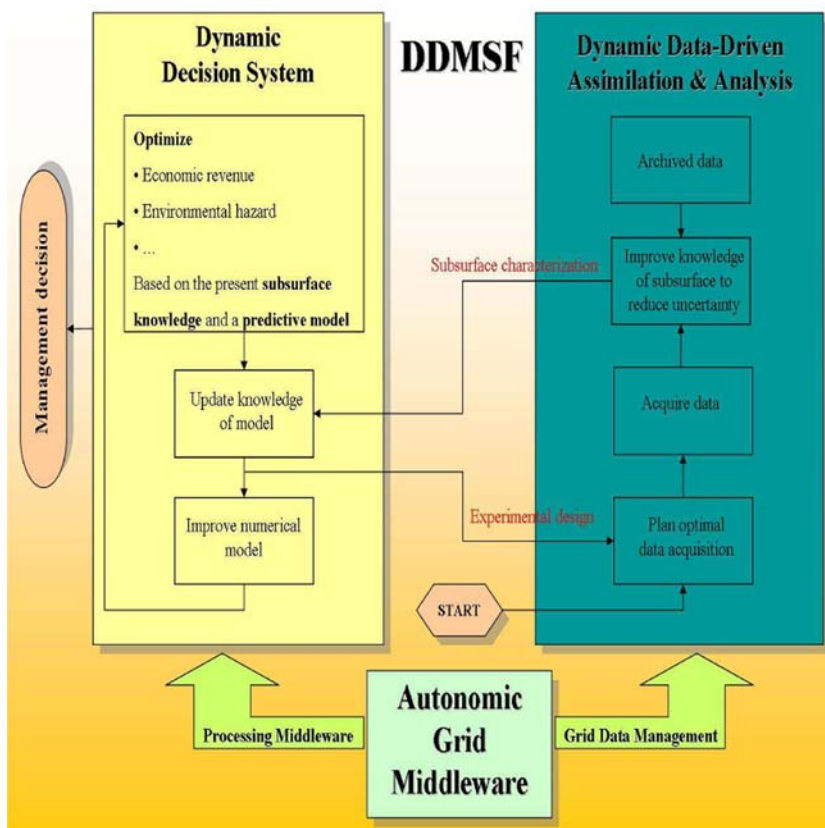 DDMSF
Dynamic
Decision System
Optimize
• Economic revenue
• Environmental hazard
• ...
Based on the present subsurface
knowledge and a predictive model
Update knowledge
of model
Improve numerical
model
Management decision
Subsurface characterization
Experimental design
START
Dynamic Data-Driven
Assimilation & Analysis
Archived data
Improve knowledge
of subsurface to
reduce uncertainty
Acquire data
Plan optimal
data acquisition
Processing Middleware
Autonomic
Grid
Middleware
Grid Data Management